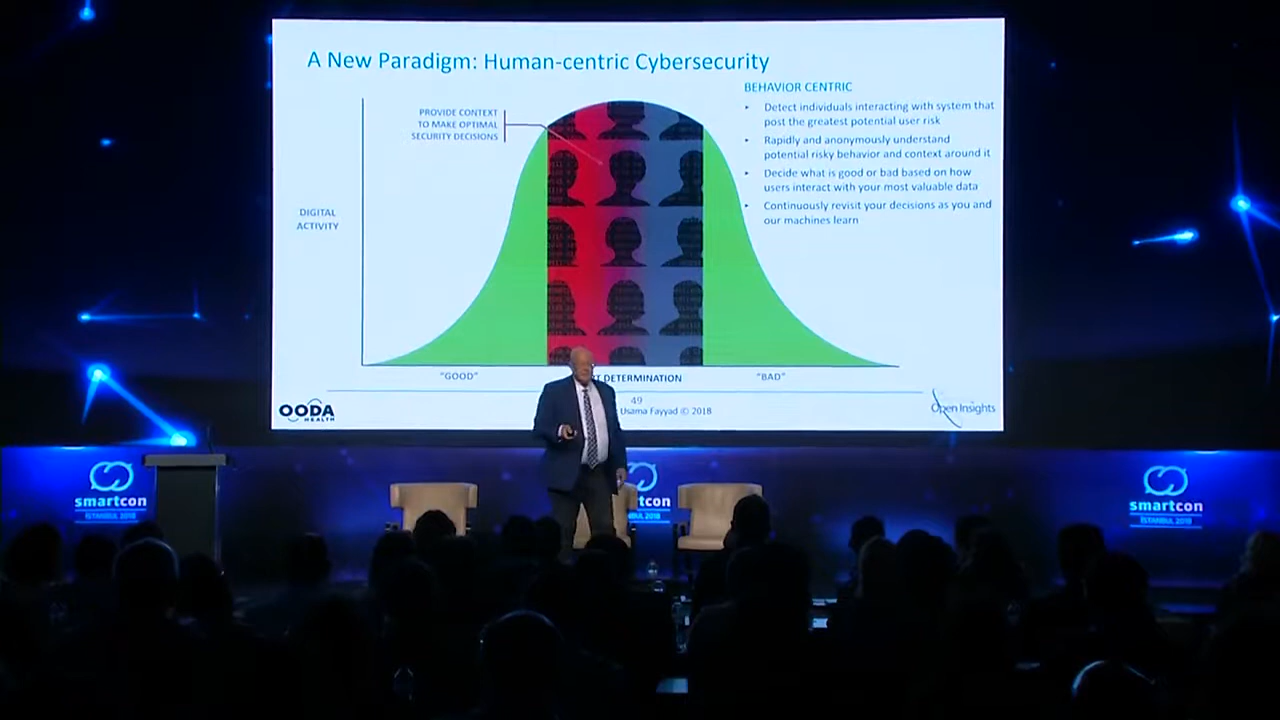 A New Paradigm: Human-centric Cybersecurity
BEHAVIOR CENTRIC
Detect individuals interacting with system that
post the greatest potential user risk
Rapidly and anonymously understand
potential risky behavior and context around it
Decide what is good or bad based on how
users interact with your most valuable data
Continuously revisit your decisions as you and
our machines learn
PROVIDE CONTEXT
TO MAKE OPTIMAL
SECURITY DECISIONS
DIGITAL
ACTIVITY
"GOOD"
DETERMINATION
"BAD"
49
Usama Fayyad © 2018
OODA
HEALTH
Open Insights
smartcon
ISTANBUL 2018
con
NBUL 2018
smartcon
ISTANBUL 2018